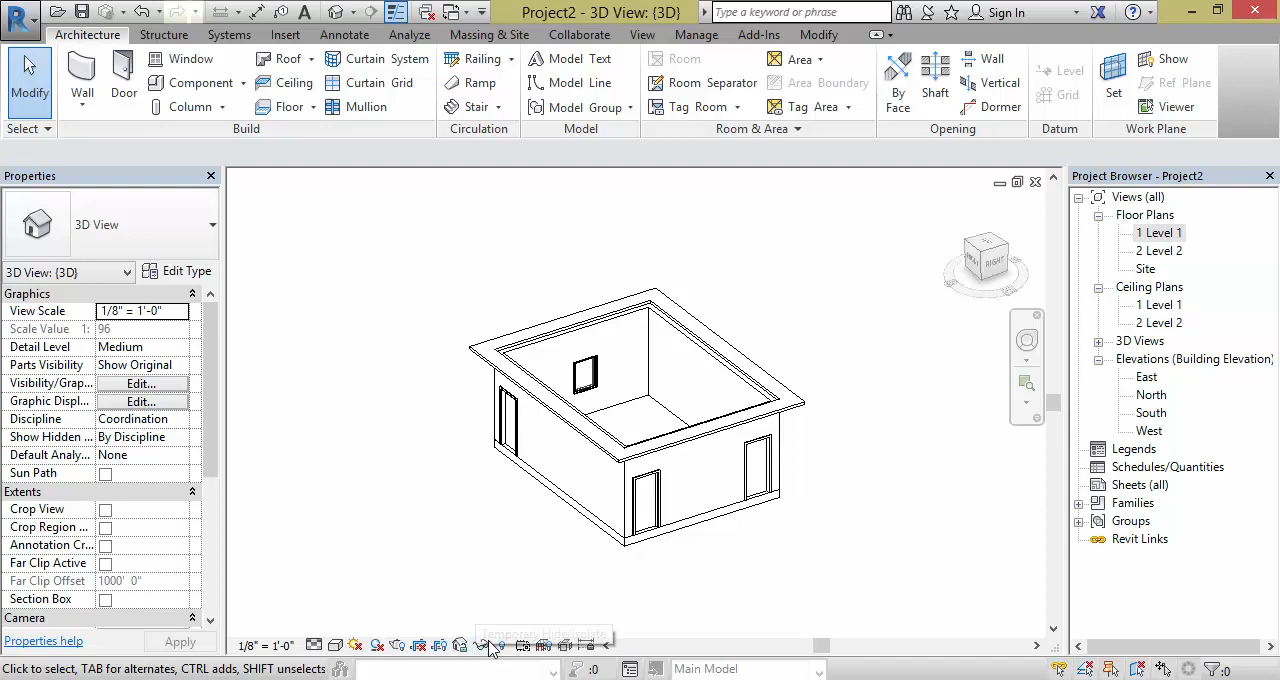 Project2 - 3D View: {3D}
Type a keyword or phrase
Sign In
Architecture Structure Systems Insert Annotate Analyze Massing & Site Collaborate View Manage Add-Ins Modify
Modify
Select
Wall
Door
Window
Component
Column
Roof
Ceiling
Floor
Curtain System
Curtain Grid
Mullion
Build
Railing
Ramp
Stair
Circulation
Model Text
Model Line
Model Group
Model
Room
Room Separator
Tag Room
Area
Area Boundary
Tag Area
Room & Area
By
Face
Shaft
Wall
Vertical
Dormer
Opening
Level
Grid
Datum
Set
Show
Ref Plane
Viewer
Work Plane
Properties
3D View
3D View: {3D}
Edit Type
Graphics
View Scale 1/8" = 1'-0"
Scale Value 1: 96
Detail Level Medium
Parts Visibility Show Original
Visibility/Grap... Edit...
Graphic Displ... Edit...
Discipline Coordination
Show Hidden ... By Discipline
Default Analy... None
Sun Path
Extents
Crop View
Crop Region ...
Annotation Cr...
Far Clip Active
Far Clip Offset 1000' 0"
Section Box
Camera
Properties help
Apply
RIGHT
Temporary Hide/Isolate
1/8" = 1'-0"
Project Browser - Project2
Views (all)
Floor Plans
1 Level 1
2 Level 2
Site
Ceiling Plans
1 Level 1
2 Level 2
3D Views
Elevations (Building Elevation)
East
North
South
West
Legends
Schedules/Quantities
Sheets (all)
Families
Groups
Revit Links
Click to select, TAB for alternates, CTRL adds, SHIFT unselects
:0
Main Model
:0